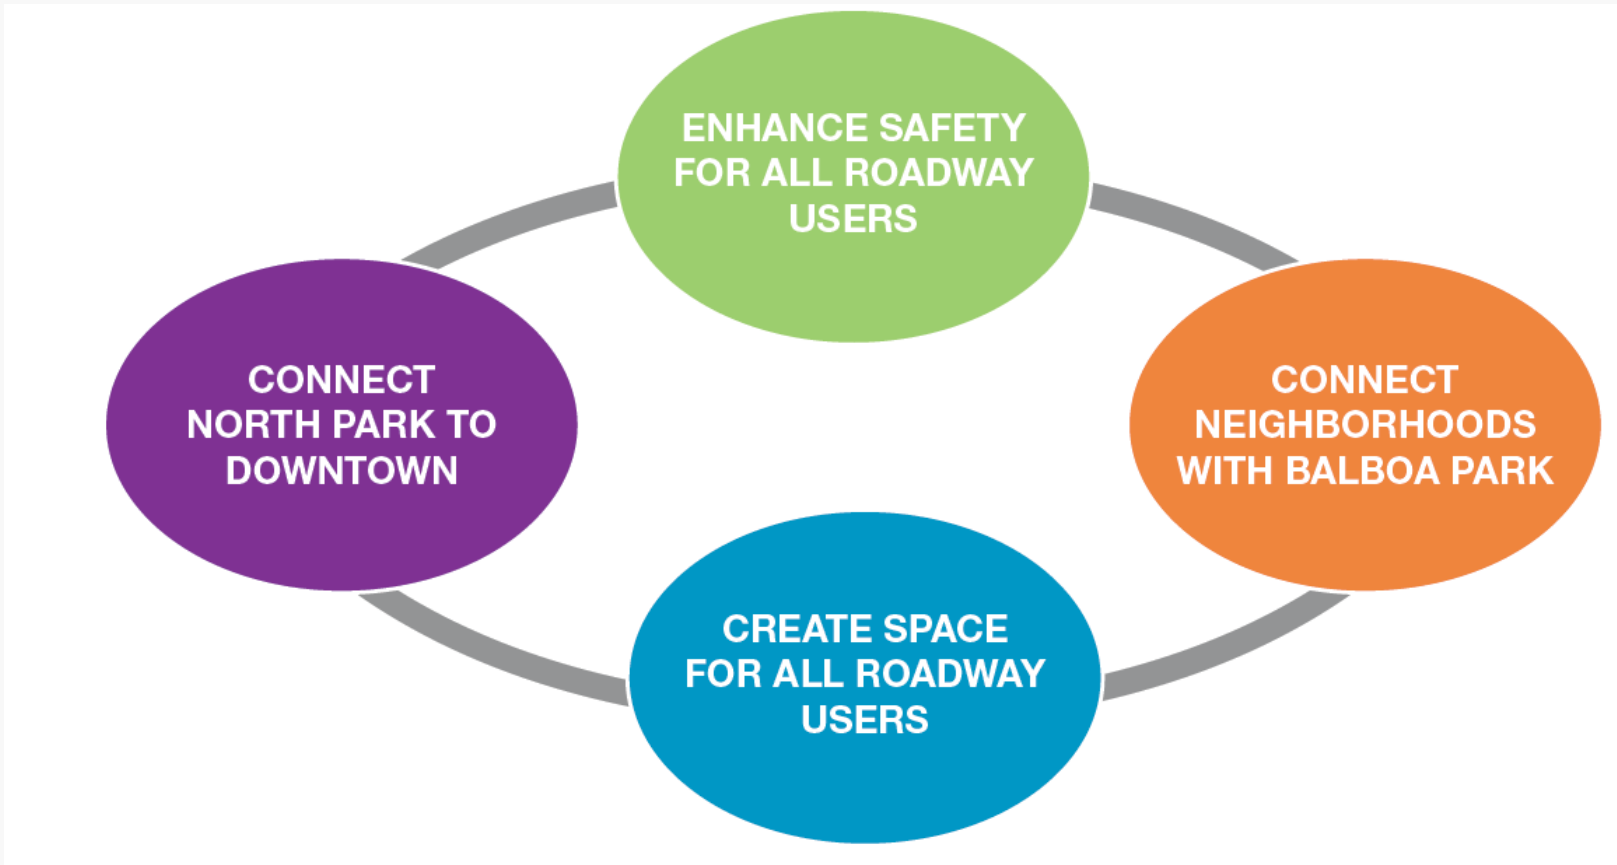 ENHANCE SAFETY
FOR ALL ROADWAY
USERS
CONNECT
NORTH PARK TO
DOWNTOWN
CONNECT
NEIGHBORHOODS
WITH BALBOA PARK
CREATE SPACE
FOR ALL ROADWAY
USERS